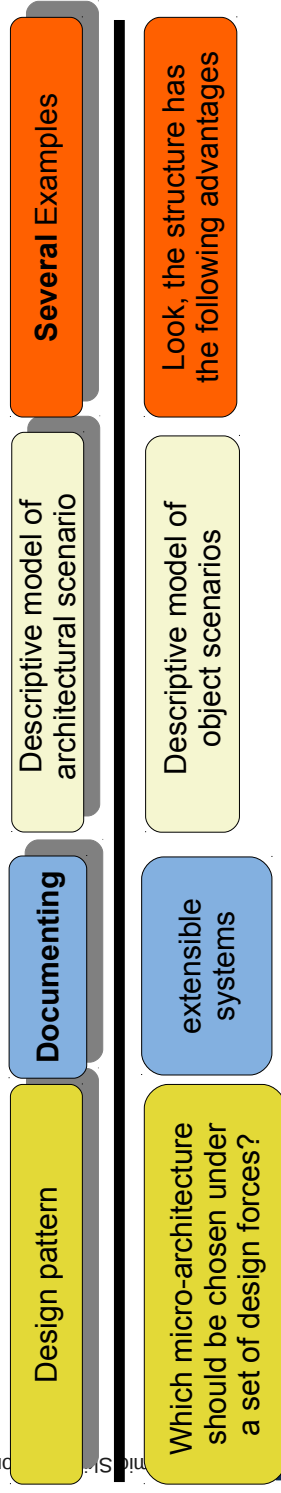 Design pattern
Documenting
Descriptive model of
architectural scenario
Several Examples
Which micro-architecture
should be chosen under
a set of design forces?
extensible
systems
Descriptive model of
object scenarios
Look, the structure has
the following advantages